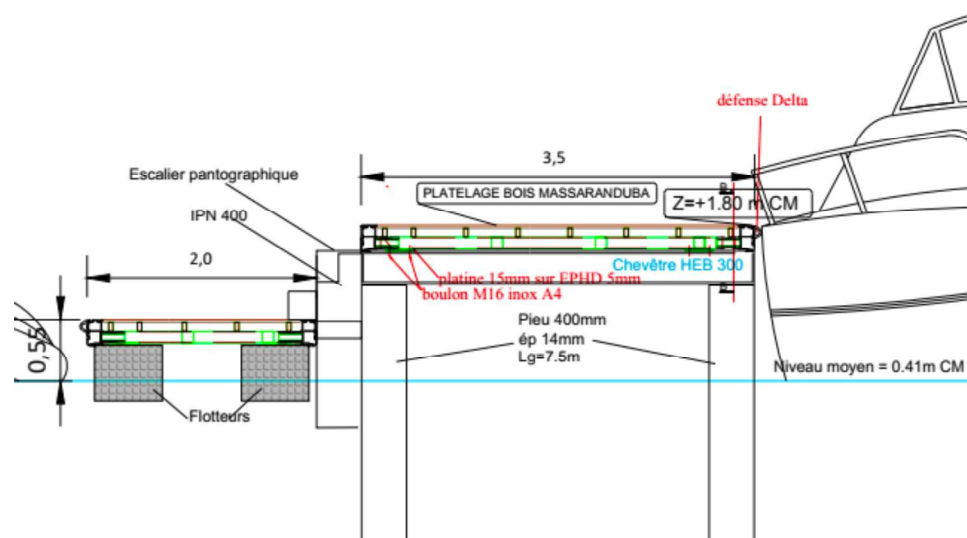 défense Delta
3,5
Escalier pantographique
PLATELAGE BOIS MASSARANDUBA
Z=+1.80 m CM
IPN 400
2,0
Chevêtre HEB 300
platine 15mm sur EPHD 5mm
boulon M16 inox A4
0,55
Pieu 400mm
ép 14mm
Lg=7.5m
Niveau moyen = 0.41m CM
Flotteurs